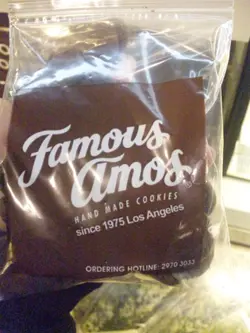 Famous
Amos
HAND MADE COOKIES
since 1975 Los Angeles
ORDERING HOTLINE: 2970 2033